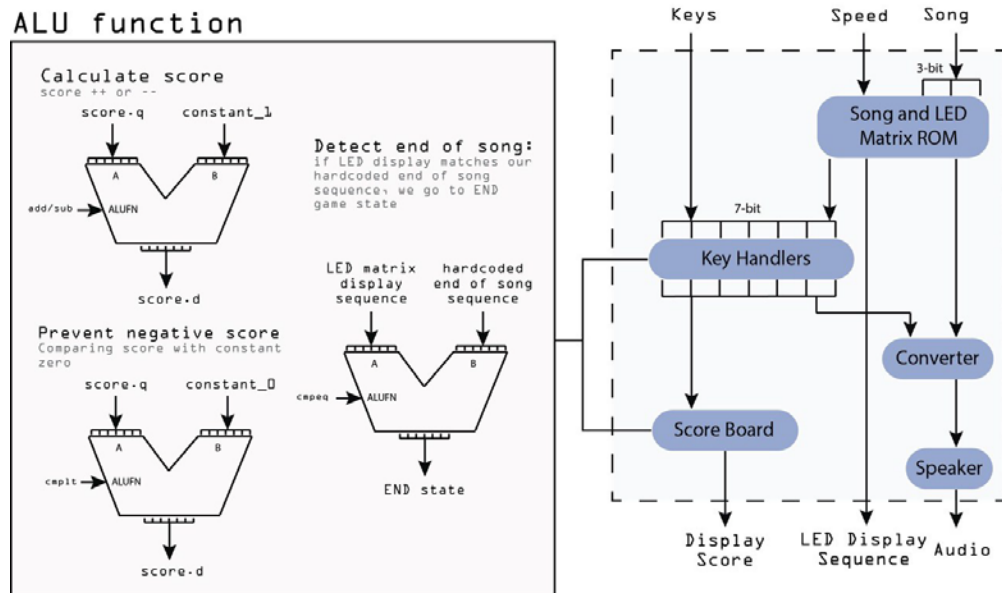 ALU function
Calculate score
score ++ or --
score.q
constant_1
A
B
add/sub
ALUFN
score.d
Prevent negative score
Comparing score with constant
zero
score.q
constant_0
A
B
cmplt
ALUFN
score.d
Detect end of song:
if LED display matches our
hardcoded end of song
sequence, we go to END
game state
LED matrix
display
sequence
hardcoded
end of song
sequence
A
B
cmpeq
ALUFN
END state
Keys
Speed
Song
3-bit
Song and LED
Matrix ROM
7-bit
Key Handlers
Converter
Score Board
Speaker
Display
Score
LED Display
Sequence
Audio